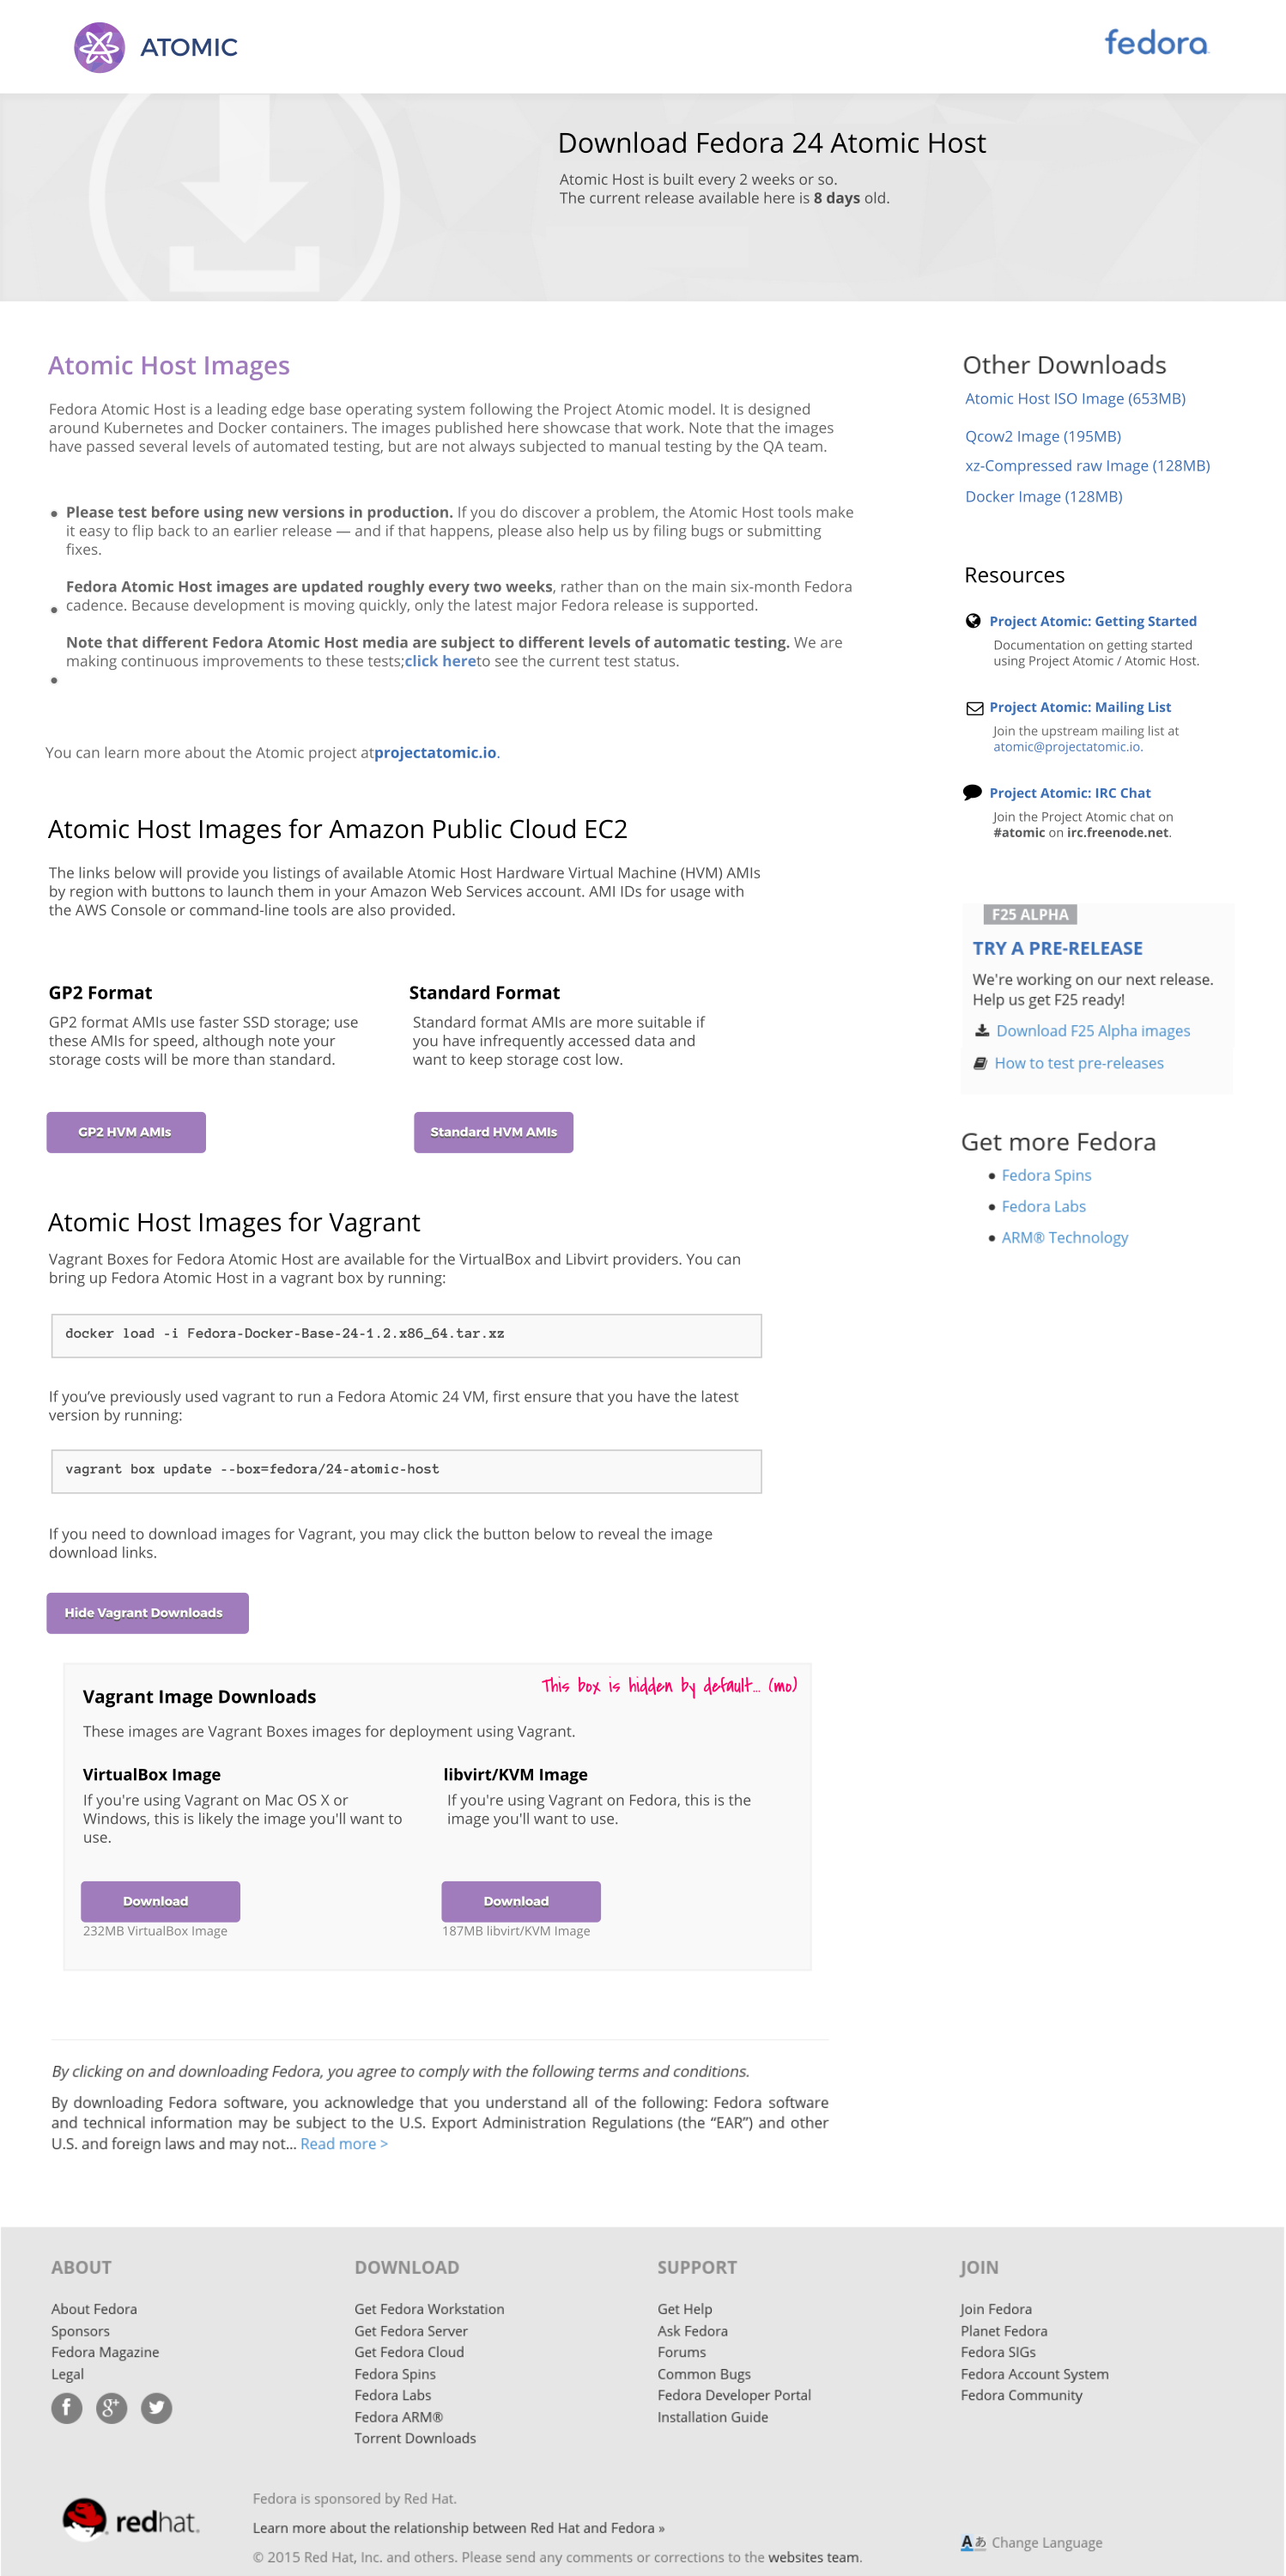 ATOMIC
fedora
Download Fedora 24 Atomic Host
Atomic Host is built every 2 weeks or so.
The current release available here is 8 days old.
Atomic Host Images
Fedora Atomic Host is a leading edge base operating system following the Project Atomic model. It is designed
around Kubernetes and Docker containers. The images published here showcase that work. Note that the images
have passed several levels of automated testing, but are not always subjected to manual testing by the QA team.
• Please test before using new versions in production. If you do discover a problem, the Atomic Host tools make
it easy to flip back to an earlier release — and if that happens, please also help us by filing bugs or submitting
fixes.
Fedora Atomic Host images are updated roughly every two weeks, rather than on the main six-month Fedora
• cadence. Because development is moving quickly, only the latest major Fedora release is supported.
Note that different Fedora Atomic Host media are subject to different levels of automatic testing. We are
making continuous improvements to these tests;click hereto see the current test status.
•
You can learn more about the Atomic project atprojectatomic.io.
Atomic Host Images for Amazon Public Cloud EC2
The links below will provide you listings of available Atomic Host Hardware Virtual Machine (HVM) AMIs
by region with buttons to launch them in your Amazon Web Services account. AMI IDs for usage with
the AWS Console or command-line tools are also provided.
GP2 Format
GP2 format AMIs use faster SSD storage; use
these AMIs for speed, although note your
storage costs will be more than standard.
GP2 HVM AMIs
Standard Format
Standard format AMIs are more suitable if
you have infrequently accessed data and
want to keep storage cost low.
Standard HVM AMIs
Atomic Host Images for Vagrant
Vagrant Boxes for Fedora Atomic Host are available for the VirtualBox and Libvirt providers. You can
bring up Fedora Atomic Host in a vagrant box by running:
docker load -i Fedora-Docker-Base-24-1.2.x86_64.tar.xz
If you’ve previously used vagrant to run a Fedora Atomic 24 VM, first ensure that you have the latest
version by running:
vagrant box update --box=fedora/24-atomic-host
If you need to download images for Vagrant, you may click the button below to reveal the image
download links.
Hide Vagrant Downloads
This box is hidden by default... (mo)
Vagrant Image Downloads
These images are Vagrant Boxes images for deployment using Vagrant.
VirtualBox Image
If you're using Vagrant on Mac OS X or
Windows, this is likely the image you'll want to
use.
Download
232MB VirtualBox Image
libvirt/KVM Image
If you're using Vagrant on Fedora, this is the
image you'll want to use.
Download
187MB libvirt/KVM Image
By clicking on and downloading Fedora, you agree to comply with the following terms and conditions.
By downloading Fedora software, you acknowledge that you understand all of the following: Fedora software
and technical information may be subject to the U.S. Export Administration Regulations (the “EAR”) and other
U.S. and foreign laws and may not... Read more >
Other Downloads
Atomic Host ISO Image (653MB)
Qcow2 Image (195MB)
xz-Compressed raw Image (128MB)
Docker Image (128MB)
Resources
Project Atomic: Getting Started
Documentation on getting started
using Project Atomic / Atomic Host.
Project Atomic: Mailing List
Join the upstream mailing list at
atomic@projectatomic.io.
Project Atomic: IRC Chat
Join the Project Atomic chat on
#atomic on irc.freenode.net.
F25 ALPHA
TRY A PRE-RELEASE
We're working on our next release.
Help us get F25 ready!
Download F25 Alpha images
How to test pre-releases
Get more Fedora
• Fedora Spins
• Fedora Labs
• ARM® Technology
ABOUT
About Fedora
Sponsors
Fedora Magazine
Legal
f g+
DOWNLOAD
Get Fedora Workstation
Get Fedora Server
Get Fedora Cloud
Fedora Spins
Fedora Labs
Fedora ARM®
Torrent Downloads
SUPPORT
Get Help
Ask Fedora
Forums
Common Bugs
Fedora Developer Portal
Installation Guide
JOIN
Join Fedora
Planet Fedora
Fedora SIGs
Fedora Account System
Fedora Community
redhat.
Fedora is sponsored by Red Hat.
Learn more about the relationship between Red Hat and Fedora »
© 2015 Red Hat, Inc. and others. Please send any comments or corrections to the websites team.
Aあ Change Language